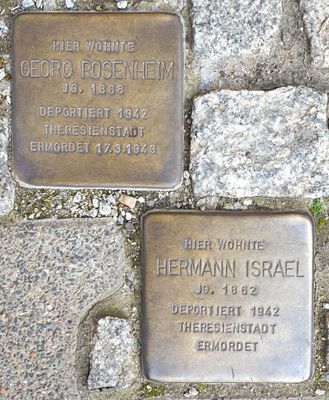 HIER WOHNTE
GEORG ROSENHEIM
JG. 1868
DEPORTIERT 1942
THERESIENSTADT
ERMORDET 17.3.1943
HIER WOHNTE
HERMANN ISRAEL
JG. 1862
DEPORTIERT 1942
THERESIENSTADT
ERMORDET